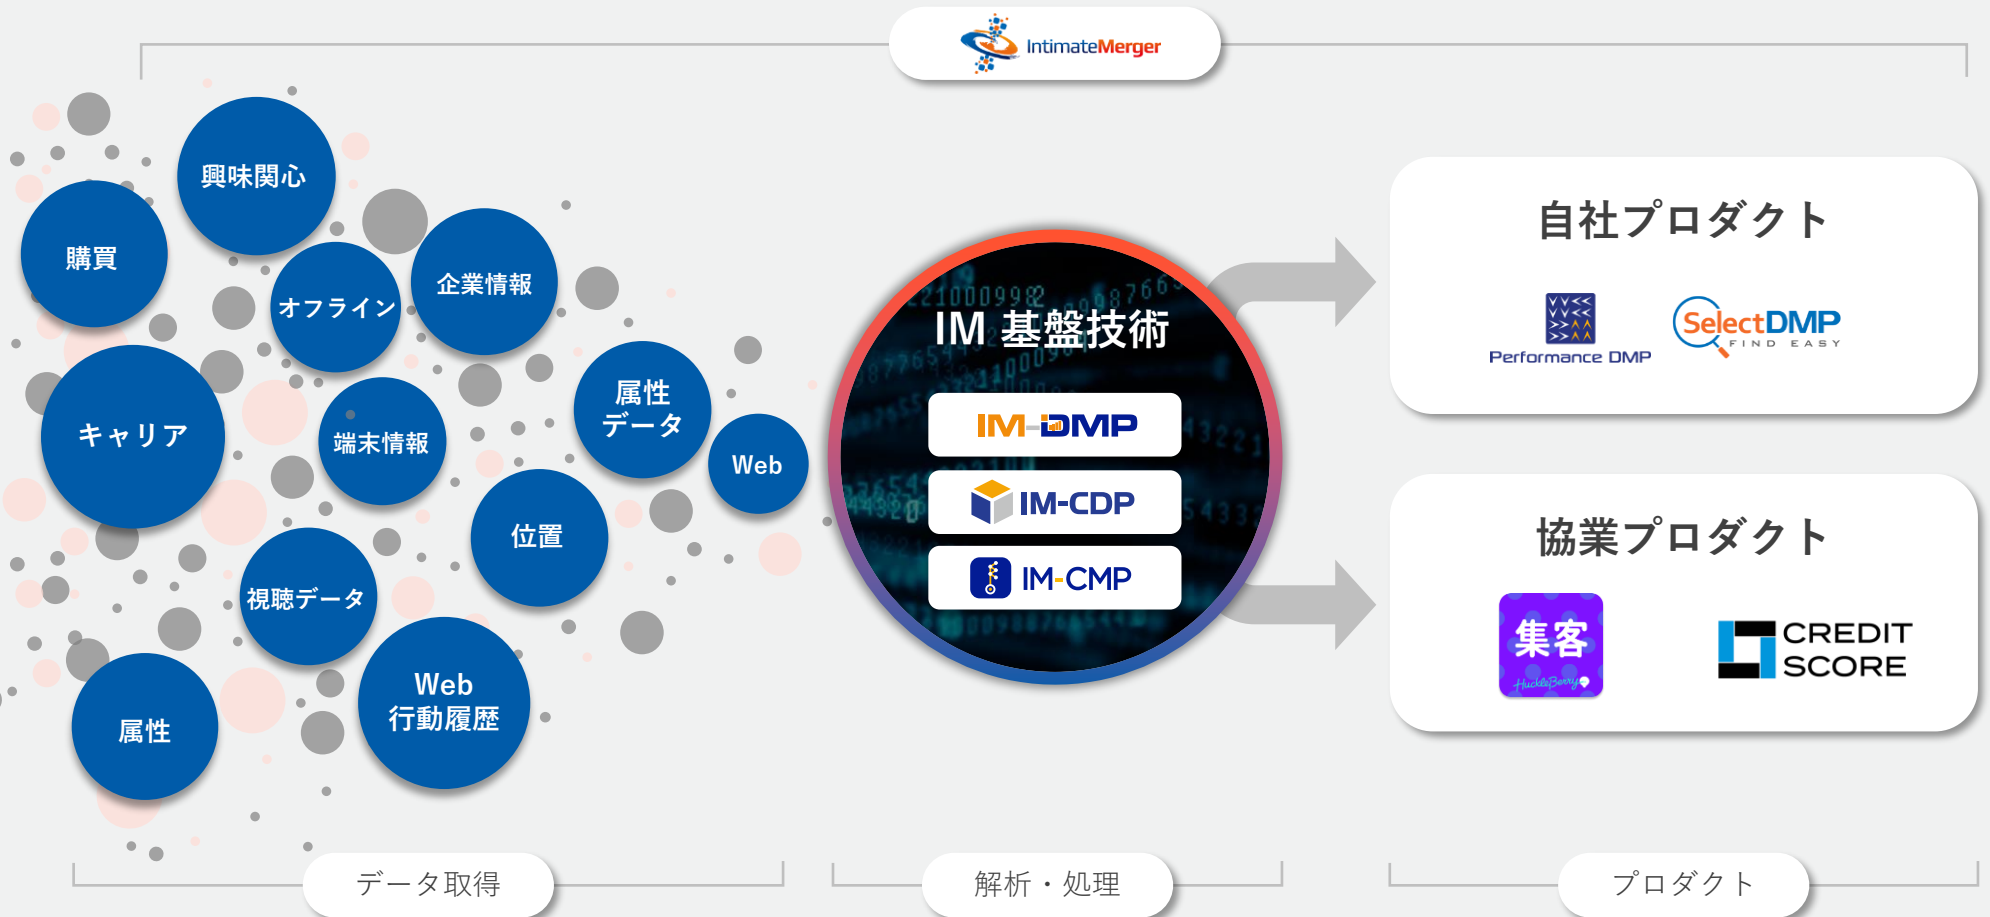 IntimateMerger
興味関心
購買
オフライン
企業情報
キャリア
端末情報
属性
データ
Web
位置
視聴データ
Web
行動履歴
属性
IM 基盤技術
IM-DMP
IM-CDP
IM-CMP
自社プロダクト
Performance DMP
SelectDMP
FIND EASY
協業プロダクト
集客
HuckleBerry
CREDIT
SCORE
データ取得
解析・処理
プロダクト